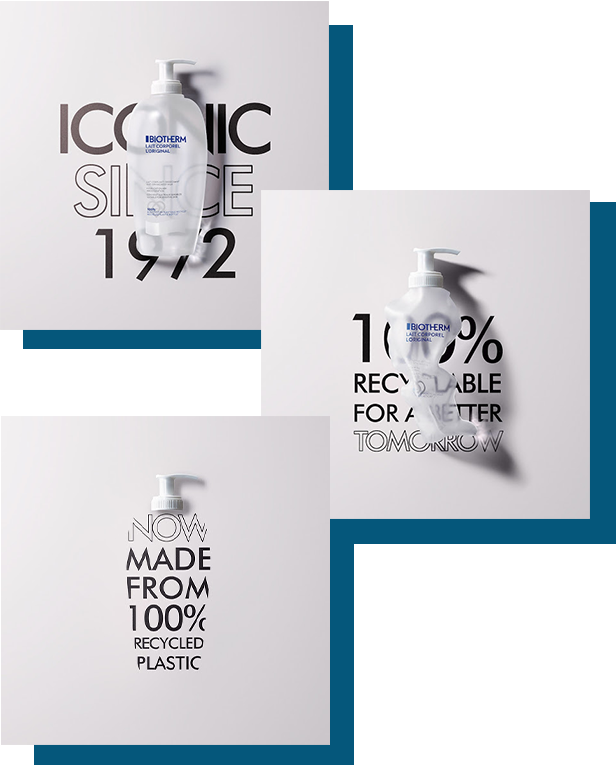 ICONIC
SINCE
1972
BIOTHERM
LAIT CORPOREL
L'ORIGINAL
100%
RECYCLABLE
FOR A BETTER
TOMORROW
BIOTHERM
LAIT CORPOREL
L'ORIGINAL
NOW
MADE
FROM
100%
RECYCLED
PLASTIC